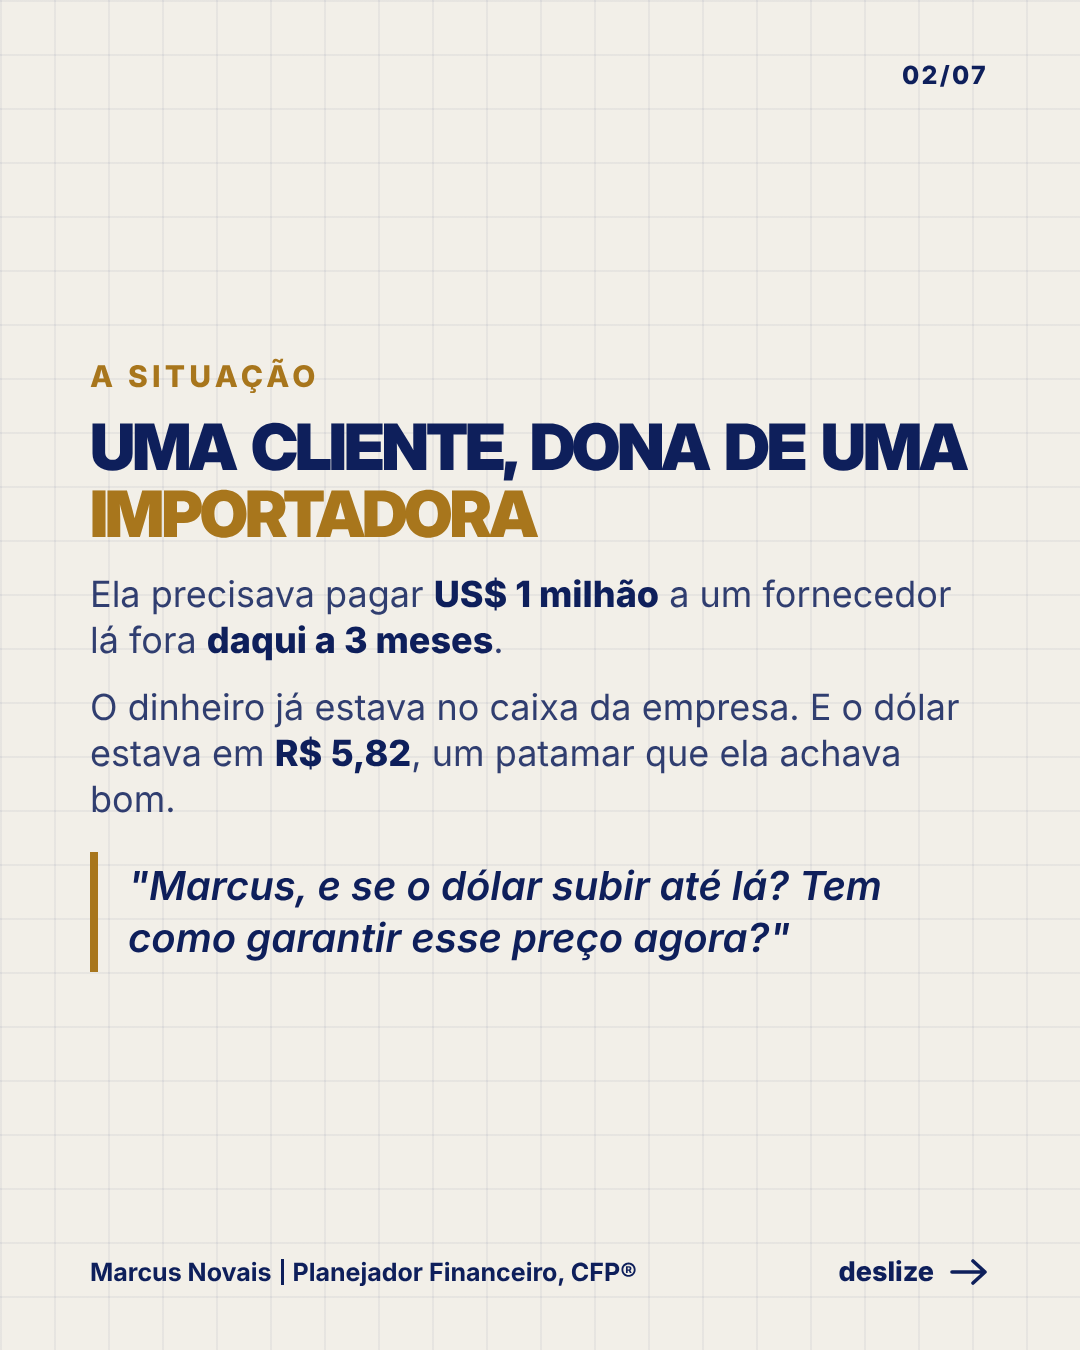 02/07
A SITUAÇÃO
UMA CLIENTE, DONA DE UMA
IMPORTADORA
Ela precisava pagar US$ 1 milhão a um fornecedor
lá fora daqui a 3 meses.
O dinheiro já estava no caixa da empresa. E o dólar
estava em R$ 5,82, um patamar que ela achava
bom.
"Marcus, e se o dólar subir até lá? Tem
como garantir esse preço agora?"
Marcus Novais | Planejador Financeiro, CFP®
deslize →